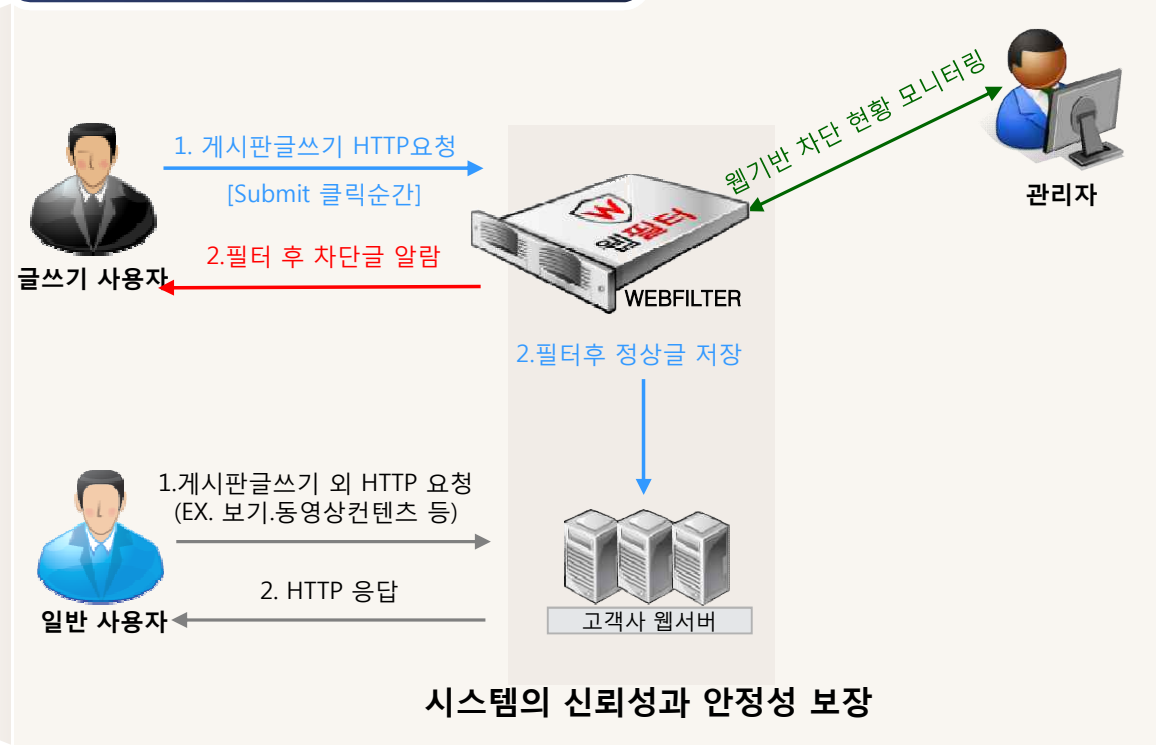 웹기반 차단 현황 모니터링
관리자
1. 게시판글쓰기 HTTP요청
[Submit 클릭순간]
2.필터 후 차단글 알람
글쓰기 사용자
W
웹필터
WEBFILTER
2.필터후 정상글 저장
1.게시판글쓰기 외 HTTP 요청
(EX. 보기.동영상컨텐츠 등)
2. HTTP 응답
일반 사용자
고객사 웹서버
시스템의 신뢰성과 안정성 보장